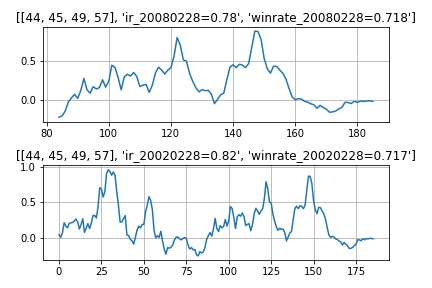 [[44, 45, 49, 57], 'ir_20080228=0.78', 'winrate_20080228=0.718']
0.5
0.0
80 100 120 140 160 180
[[44, 45, 49, 57], 'ir_20020228=0.82', 'winrate_20020228=0.717']
1.0
0.5
0.0
0 25 50 75 100 125 150 175